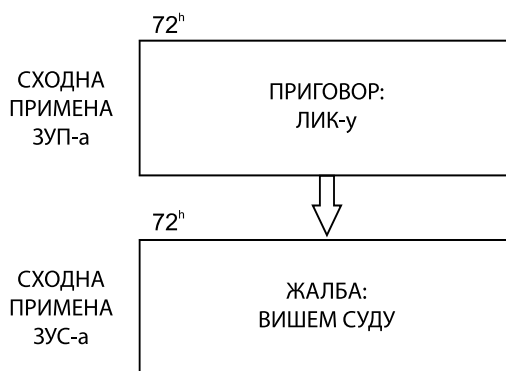 72ʰ
СХОДНА
ПРИМЕНА
ЗУП-а
ПРИГОВОР:
ЛИК-у
72ʰ
СХОДНА
ПРИМЕНА
ЗУС-а
ЖАЛБА:
ВИШЕМ СУДУ